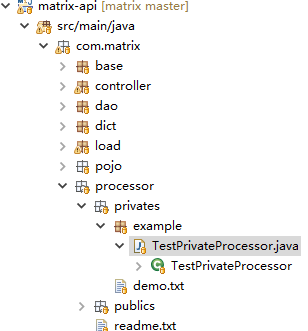 matrix-api [matrix master]
src/main/java
com.matrix
base
controller
dao
dict
load
pojo
processor
privates
example
TestPrivateProcessor.java
TestPrivateProcessor
demo.txt
publics
readme.txt